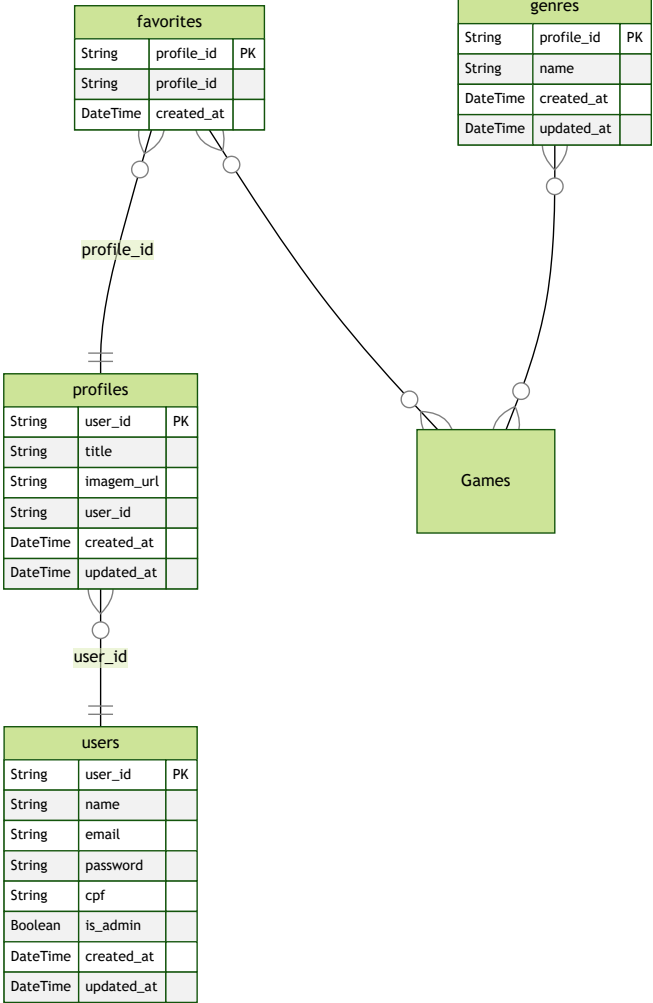 favorites
String profile_id PK
String profile_id
DateTime created_at
genres
String profile_id PK
String name
DateTime created_at
DateTime updated_at
profile_id
profiles
String user_id PK
String title
String imagem_url
String user_id
DateTime created_at
DateTime updated_at
Games
user_id
users
String user_id PK
String name
String email
String password
String cpf
Boolean is_admin
DateTime created_at
DateTime updated_at